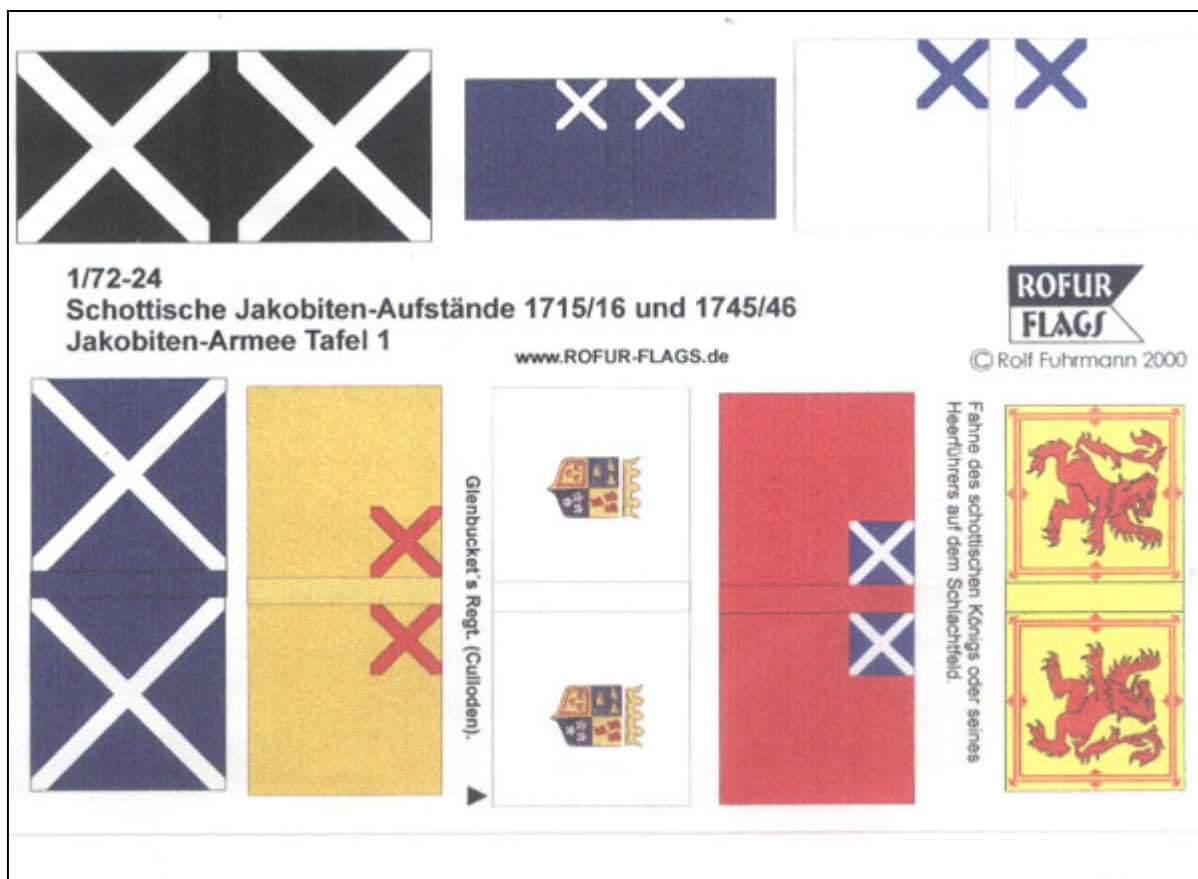 1/72-24
Schottische Jakobiten-Aufstände 1715/16 und 1745/46
Jakobiten-Armee Tafel 1
www.ROFUR-FLAGS.de
ROFUR
FLAGS
© Rolf Fuhrmann 2000
Glenbucket´s Regt. (Culloden).
Fahne des schottischen Königs oder seines
Heerführers auf dem Schlachtfeld.